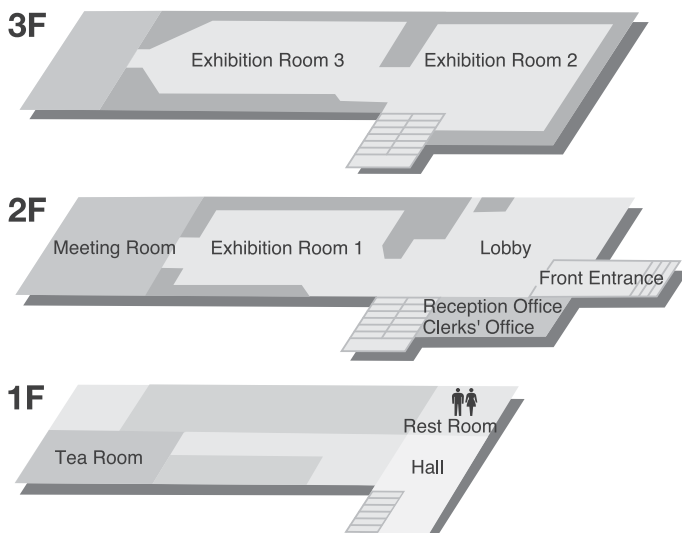 3F
Exhibition Room 3
Exhibition Room 2
2F
Meeting Room
Exhibition Room 1
Lobby
Front Entrance
Reception Office
Clerks' Office
1F
Rest Room
Tea Room
Hall